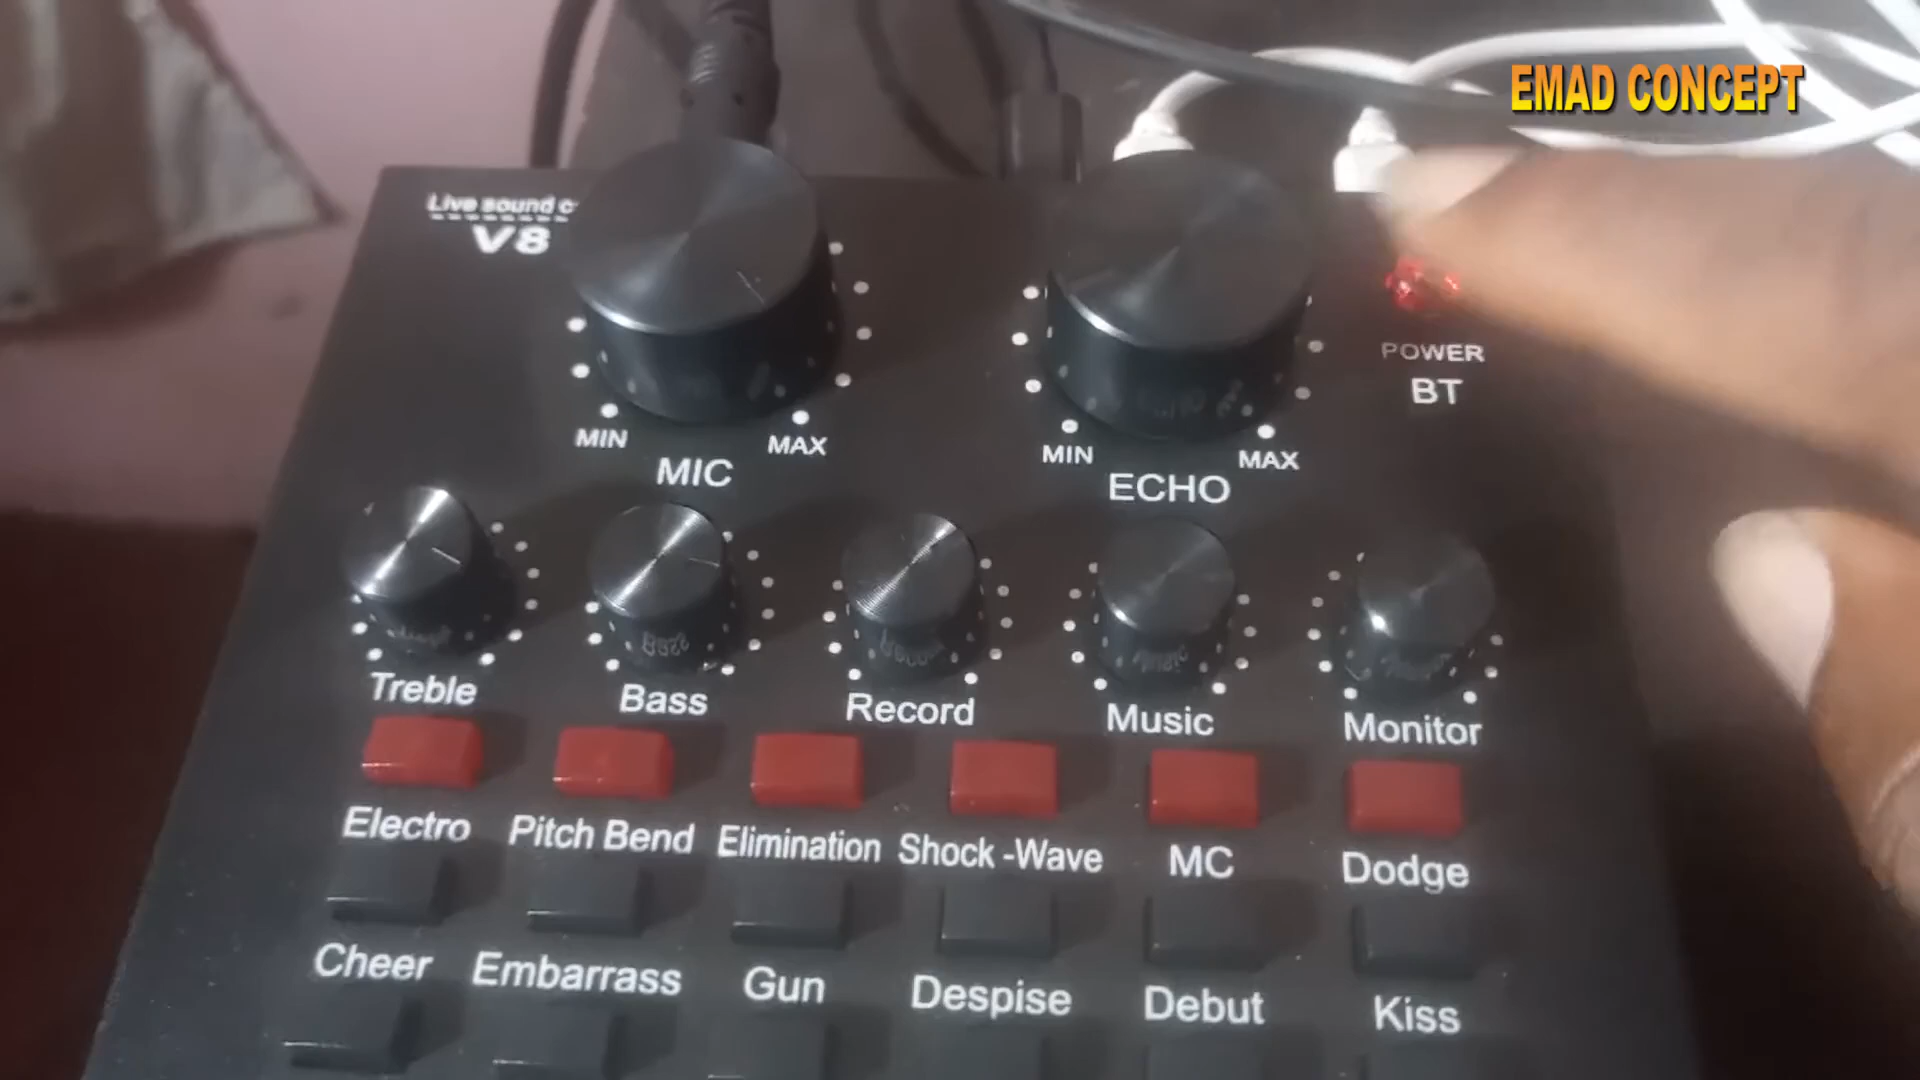 EMAD CONCEPT
Live sound c
V8
POWER
BT
MIN
MAX
MIC
MIN
MAX
ECHO
Treble
Bass
Record
Music
Monitor
Electro
Pitch Bend
Elimination
Shock -Wave
MC
Dodge
Cheer
Embarrass
Gun
Despise
Debut
Kiss